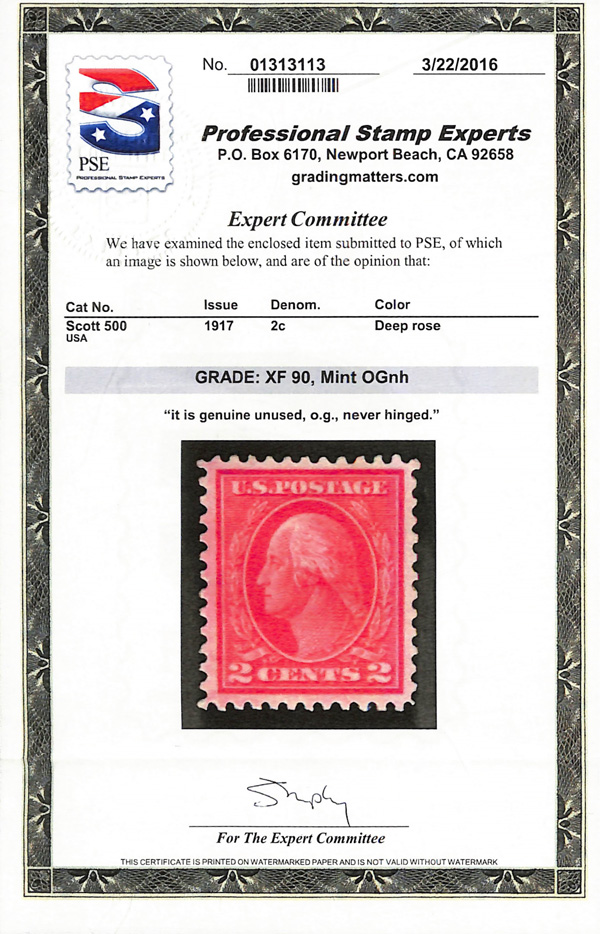 No. 01313113 3/22/2016
PSE
PROFESSIONAL STAMP EXPERTS
Professional Stamp Experts
P.O. Box 6170, Newport Beach, CA 92658
gradingmatters.com
Expert Committee
We have examined the enclosed item submitted to PSE, of which
an image is shown below, and are of the opinion that:
Cat No. Issue Denom. Color
Scott 500 1917 2c Deep rose
USA
GRADE: XF 90, Mint OGnh
“it is genuine unused, o.g., never hinged.”
U.S. POSTAGE
2 CENTS 2
For The Expert Committee
THIS CERTIFICATE IS PRINTED ON WATERMARKED PAPER AND IS NOT VALID WITHOUT WATERMARK